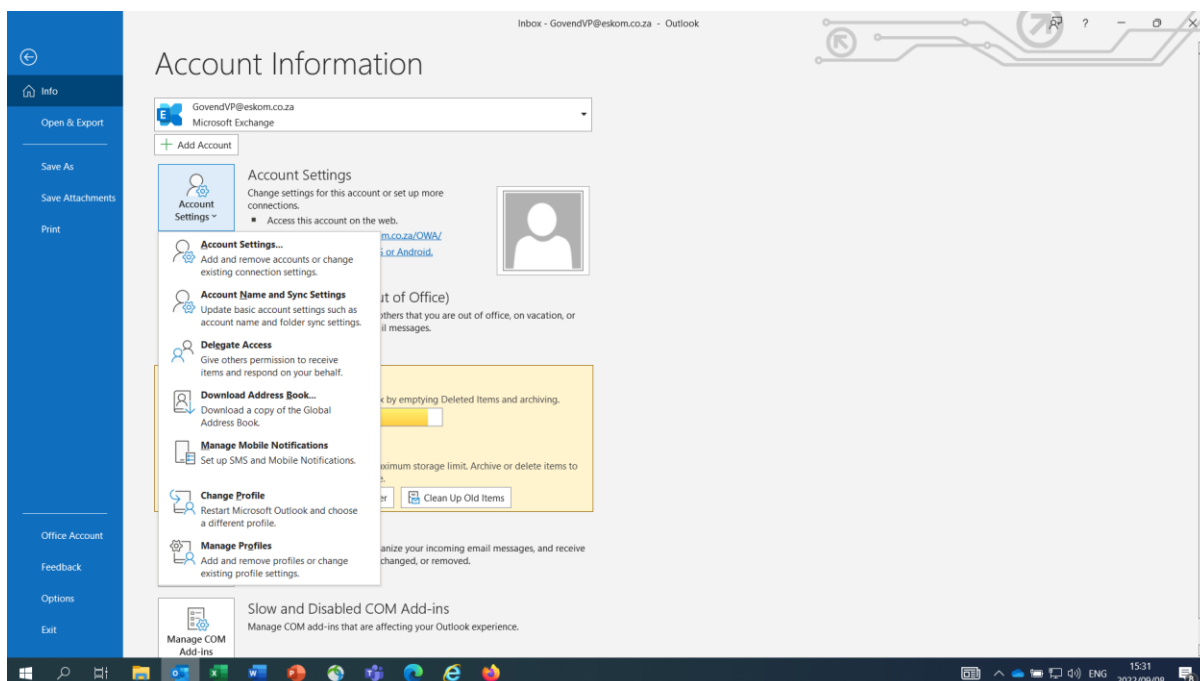 Inbox - GovendVP@eskom.co.za - Outlook
?
Account Information
Info
Open & Export
Save As
Save Attachments
Print
Office Account
Feedback
Options
Exit
GovendVP@eskom.co.za
Microsoft Exchange
Add Account
Account
Settings
Account Settings
Change settings for this account or set up more
connections.
Access this account on the web.
m.co.za/OWA/
or Android.
Account Settings...
Add and remove accounts or change
existing connection settings.
Account Name and Sync Settings
Update basic account settings such as
account name and folder sync settings.
Delegate Access
Give others permission to receive
items and respond on your behalf.
Download Address Book...
Download a copy of the Global
Address Book.
Manage Mobile Notifications
Set up SMS and Mobile Notifications.
Change Profile
Restart Microsoft Outlook and choose
a different profile.
Manage Profiles
Add and remove profiles or change
existing profile settings.
t of Office)
others that you are out of office, on vacation, or
il messages.
by emptying Deleted Items and archiving.
ximum storage limit. Archive or delete items to
er
Clean Up Old Items
anize your incoming email messages, and receive
changed, or removed.
Manage COM
Add-ins
Slow and Disabled COM Add-ins
Manage COM add-ins that are affecting your Outlook experience.
ENG
15:31
2022/09/08